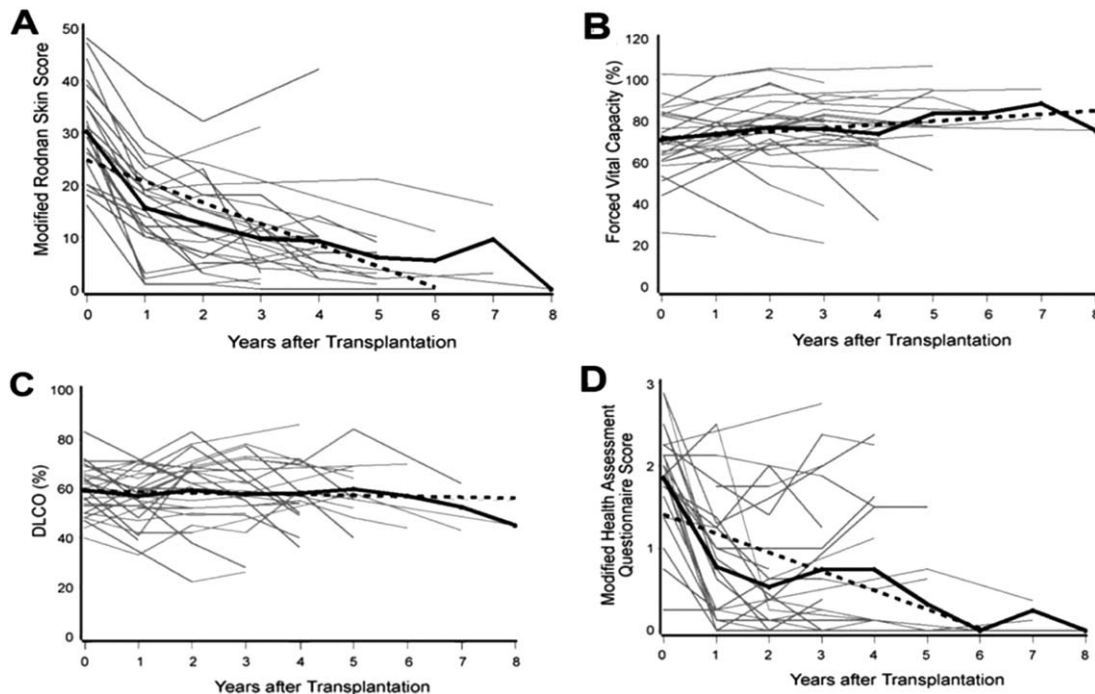 A
Modified Rodnan Skin Score
50
40
30
20
10
0
0 1 2 3 4 5 6 7 8
Years after Transplantation
B
Forced Vital Capacity (%)
120
100
80
60
40
20
0
0 1 2 3 4 5 6 7 8
Years after Transplantation
C
DLCO (%)
100
80
60
40
20
0
0 1 2 3 4 5 6 7 8
Years after Transplantation
D
Modified Health Assessment
Questionnaire Score
3
2
1
0
0 1 2 3 4 5 6 7 8
Years after Transplantation